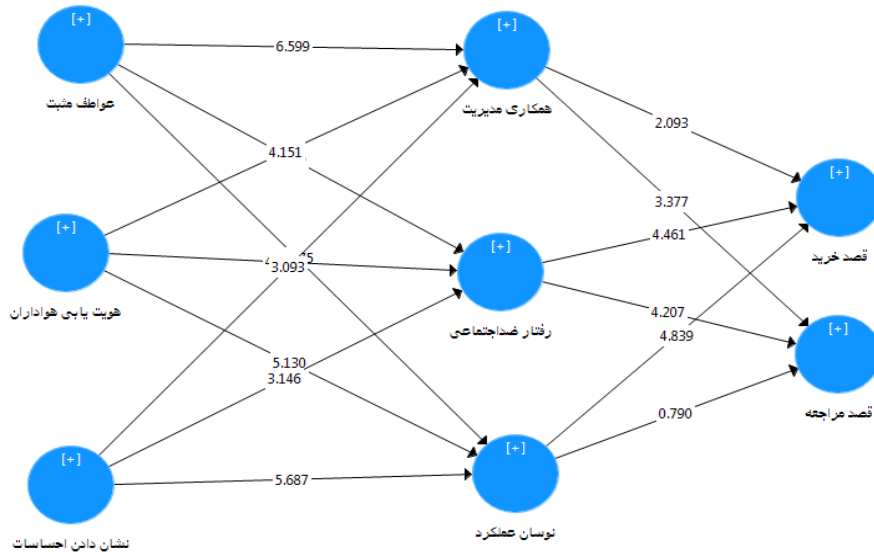 [+]
عواطف مثبت
[+]
همکاری مدیریت
[+]
هویت یابی هواداران
[+]
رفتار ضداجتماعی
[+]
نشان دادن احساسات
[+]
نوسان عملکرد
[+]
قصد خرید
[+]
قصد مراجعه
6.599
4.151
3.093
5.130
3.146
5.687
2.093
3.377
4.461
4.207
4.839
0.790